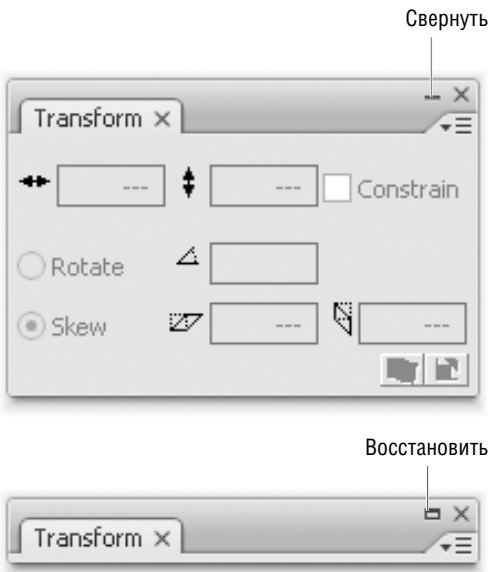 Свернуть
Transform
--- --- Constrain
Rotate
Skew --- ---
Восстановить
Transform